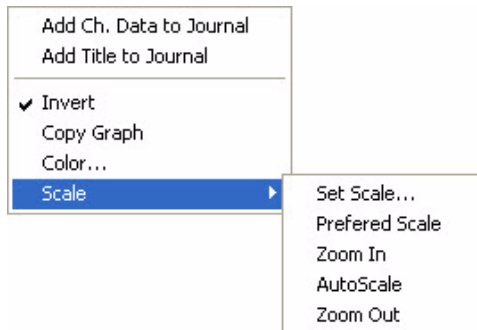 Add Ch. Data to Journal
Add Title to Journal
Invert
Copy Graph
Color...
Scale
Set Scale...
Prefered Scale
Zoom In
AutoScale
Zoom Out